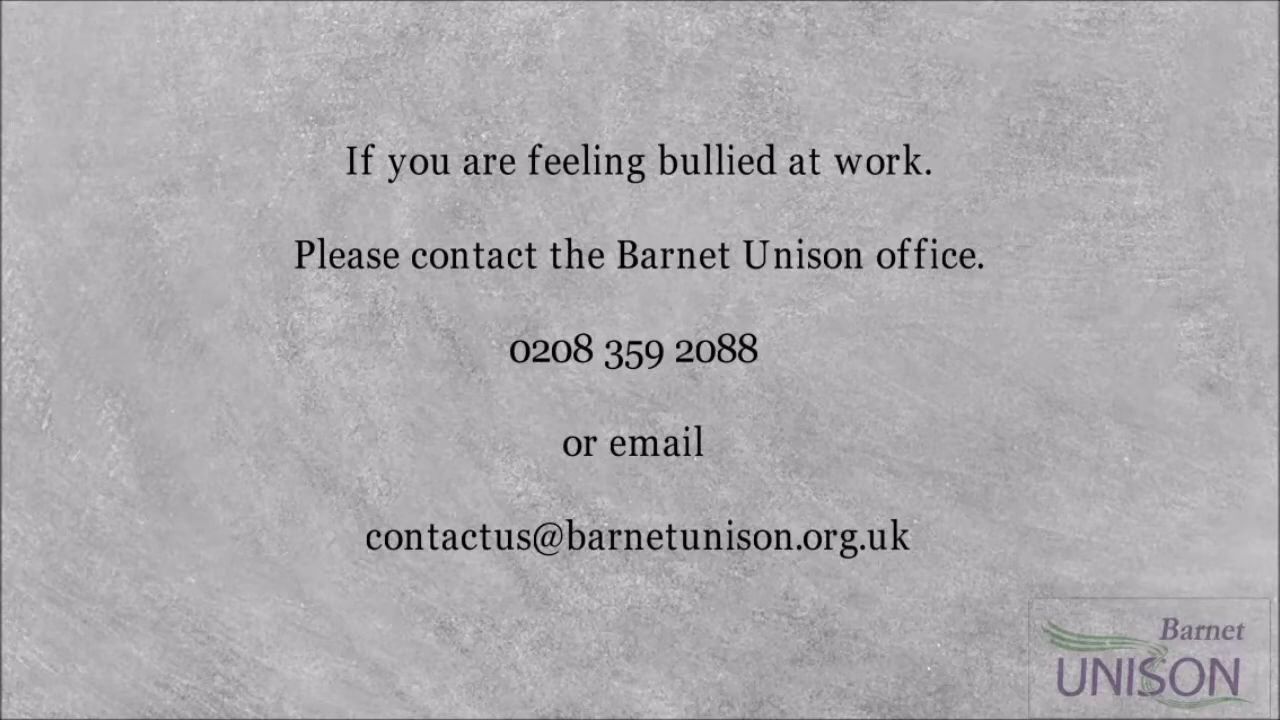 If you are feeling bullied at work.
Please contact the Barnet Unison office.
0208 359 2088
or email
contactus@barnetunison.org.uk
Barnet
UNISON